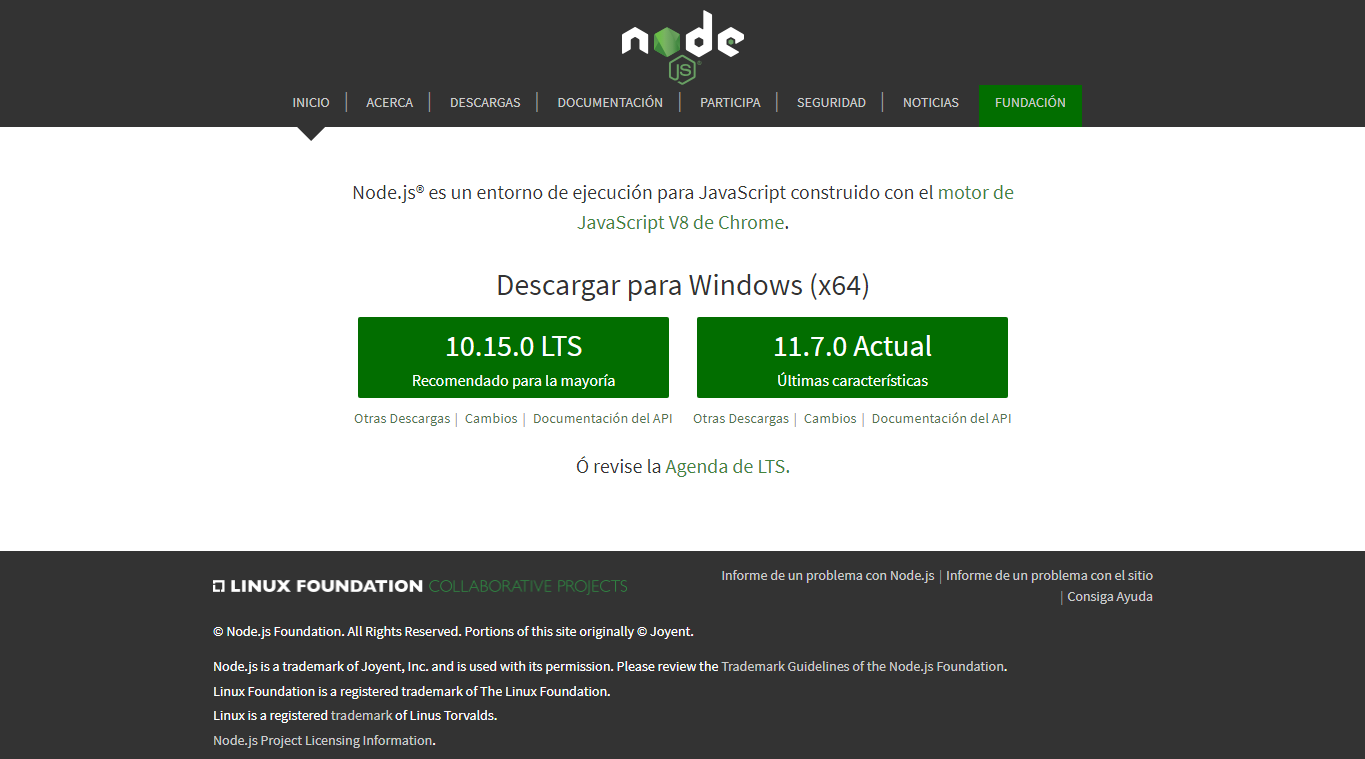 node
JS
INICIO | ACERCA | DESCARGAS | DOCUMENTACIÓN | PARTICIPA | SEGURIDAD | NOTICIAS FUNDACIÓN
Node.js® es un entorno de ejecución para JavaScript construido con el motor de
JavaScript V8 de Chrome.
Descargar para Windows (x64)
10.15.0 LTS
Recomendado para la mayoría
11.7.0 Actual
Últimas características
Otras Descargas | Cambios | Documentación del API
Otras Descargas | Cambios | Documentación del API
Ó revise la Agenda de LTS.
LINUX FOUNDATION COLLABORATIVE PROJECTS
Informe de un problema con Node.js | Informe de un problema con el sitio
| Consiga Ayuda
© Node.js Foundation. All Rights Reserved. Portions of this site originally © Joyent.
Node.js is a trademark of Joyent, Inc. and is used with its permission. Please review the Trademark Guidelines of the Node.js Foundation.
Linux Foundation is a registered trademark of The Linux Foundation.
Linux is a registered trademark of Linus Torvalds.
Node.js Project Licensing Information.